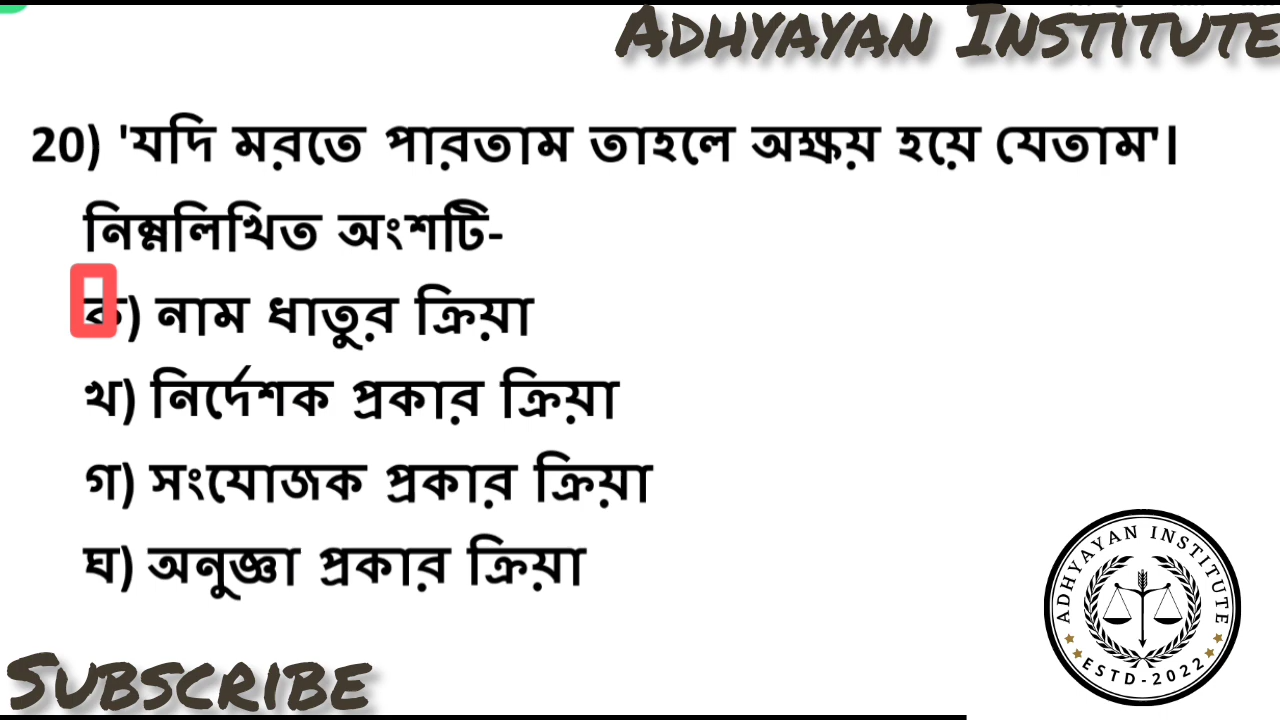 ADHYAYAN INSTITUTE
20) 'যদি মরতে পারতাম তাহলে অক্ষয় হয়ে যেতাম'।
নিম্নলিখিত অংশটি-
ক) নাম ধাতুর ক্রিয়া
খ) নির্দেশক প্রকার ক্রিয়া
গ) সংযোজক প্রকার ক্রিয়া
ঘ) অনুজ্ঞা প্রকার ক্রিয়া
ADHYAYAN INSTITUTE
ESTD-2022
SUBSCRIBE